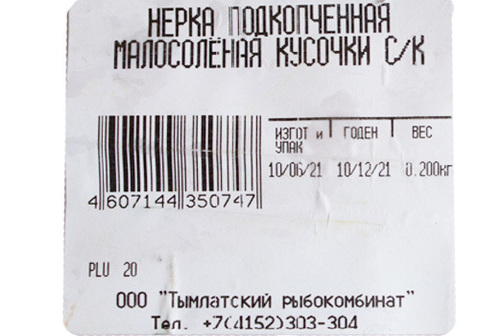 НЕРКА ПОДКОПЧЕННАЯ
МАЛОСОЛЁНАЯ КУСОЧКИ С/К
ИЗГОТ и УПАК ГОДЕН ВЕС
10/06/21 10/12/21 0.200кг
4 607144 350747
PLU 20
ООО "Тымлатский рыбокомбинат"
Тел. +7(4152)303-304